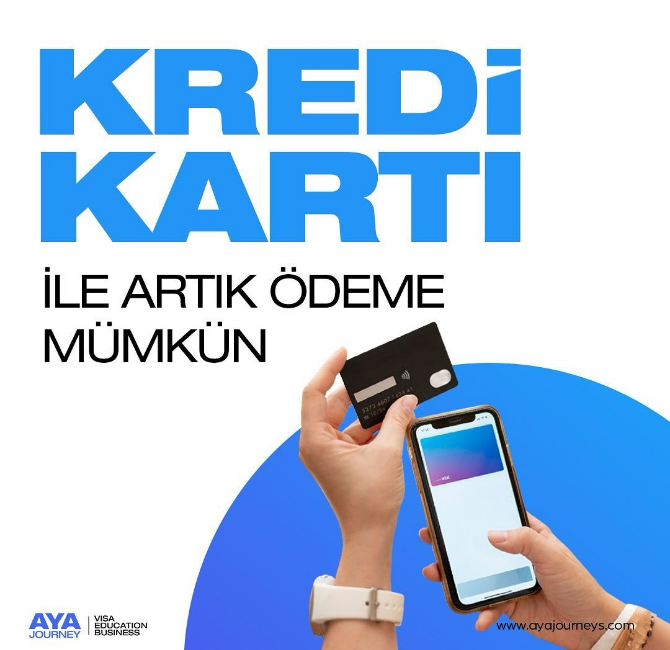 KREDİ
KARTI
İLE ARTIK ÖDEME
MÜMKÜN
AYA
JOURNEY
VISA
EDUCATION
BUSINESS
www.ayajourneys.com